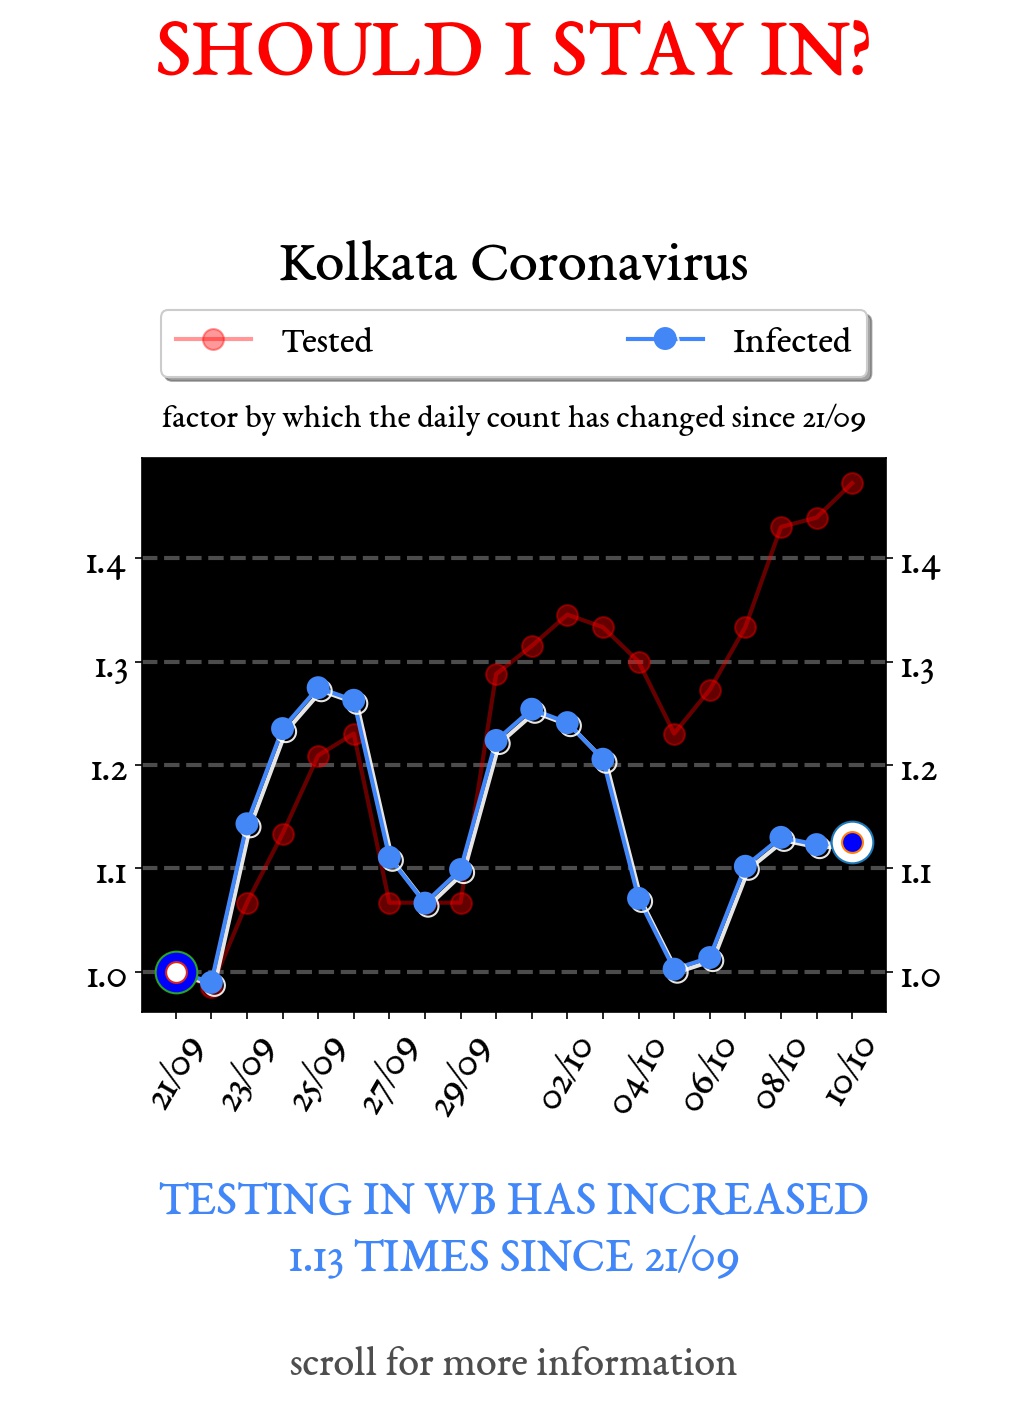 SHOULD I STAY IN?
Kolkata Coronavirus
Tested Infected
factor by which the daily count has changed since 21/09
1.4 1.4
1.3 1.3
1.2 1.2
1.1 1.1
1.0 1.0
21/09 23/09 25/09 27/09 29/09 02/10 04/10 06/10 08/10 10/10
TESTING IN WB HAS INCREASED
1.13 TIMES SINCE 21/09
scroll for more information